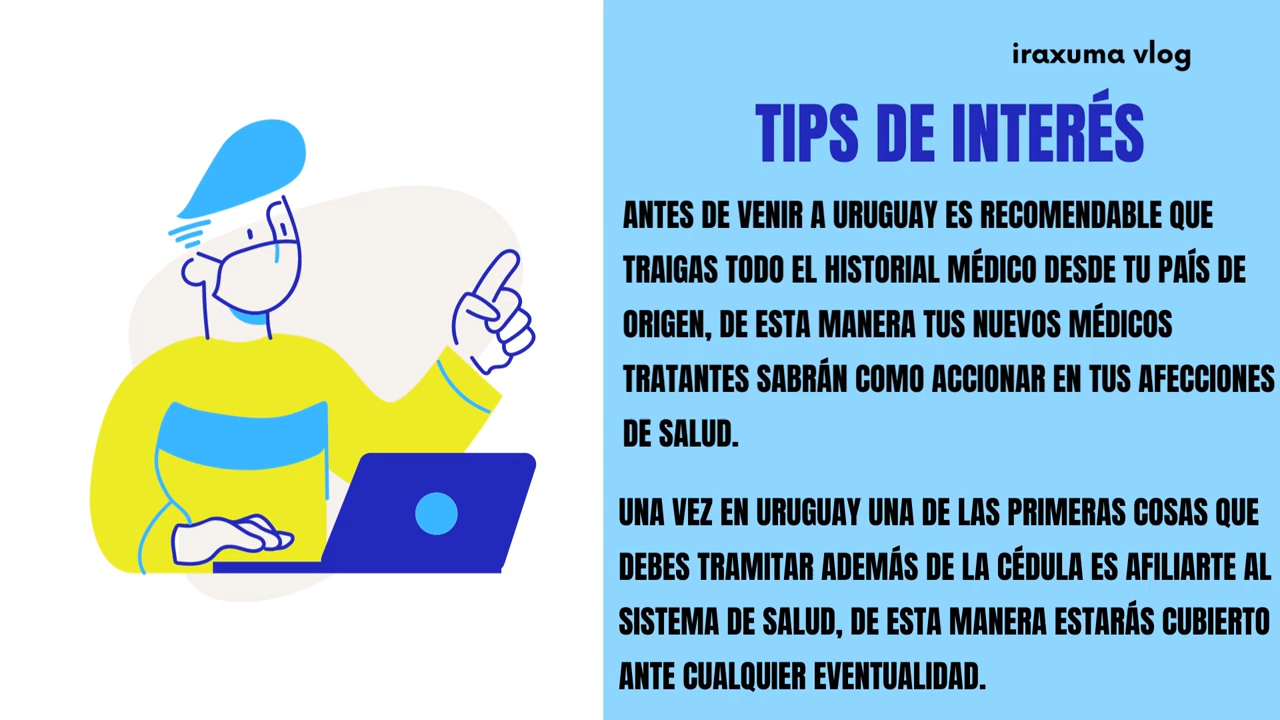 iraxuma vlog
TIPS DE INTERÉS
ANTES DE VENIR A URUGUAY ES RECOMENDABLE QUE
TRAIGAS TODO EL HISTORIAL MÉDICO DESDE TU PAÍS DE
ORIGEN, DE ESTA MANERA TUS NUEVOS MÉDICOS
TRATANTES SABRÁN COMO ACCIONAR EN TUS AFECCIONES
DE SALUD.
UNA VEZ EN URUGUAY UNA DE LAS PRIMERAS COSAS QUE
DEBES TRAMITAR ADEMÁS DE LA CÉDULA ES AFILIARTE AL
SISTEMA DE SALUD, DE ESTA MANERA ESTARÁS CUBIERTO
ANTE CUALQUIER EVENTUALIDAD.